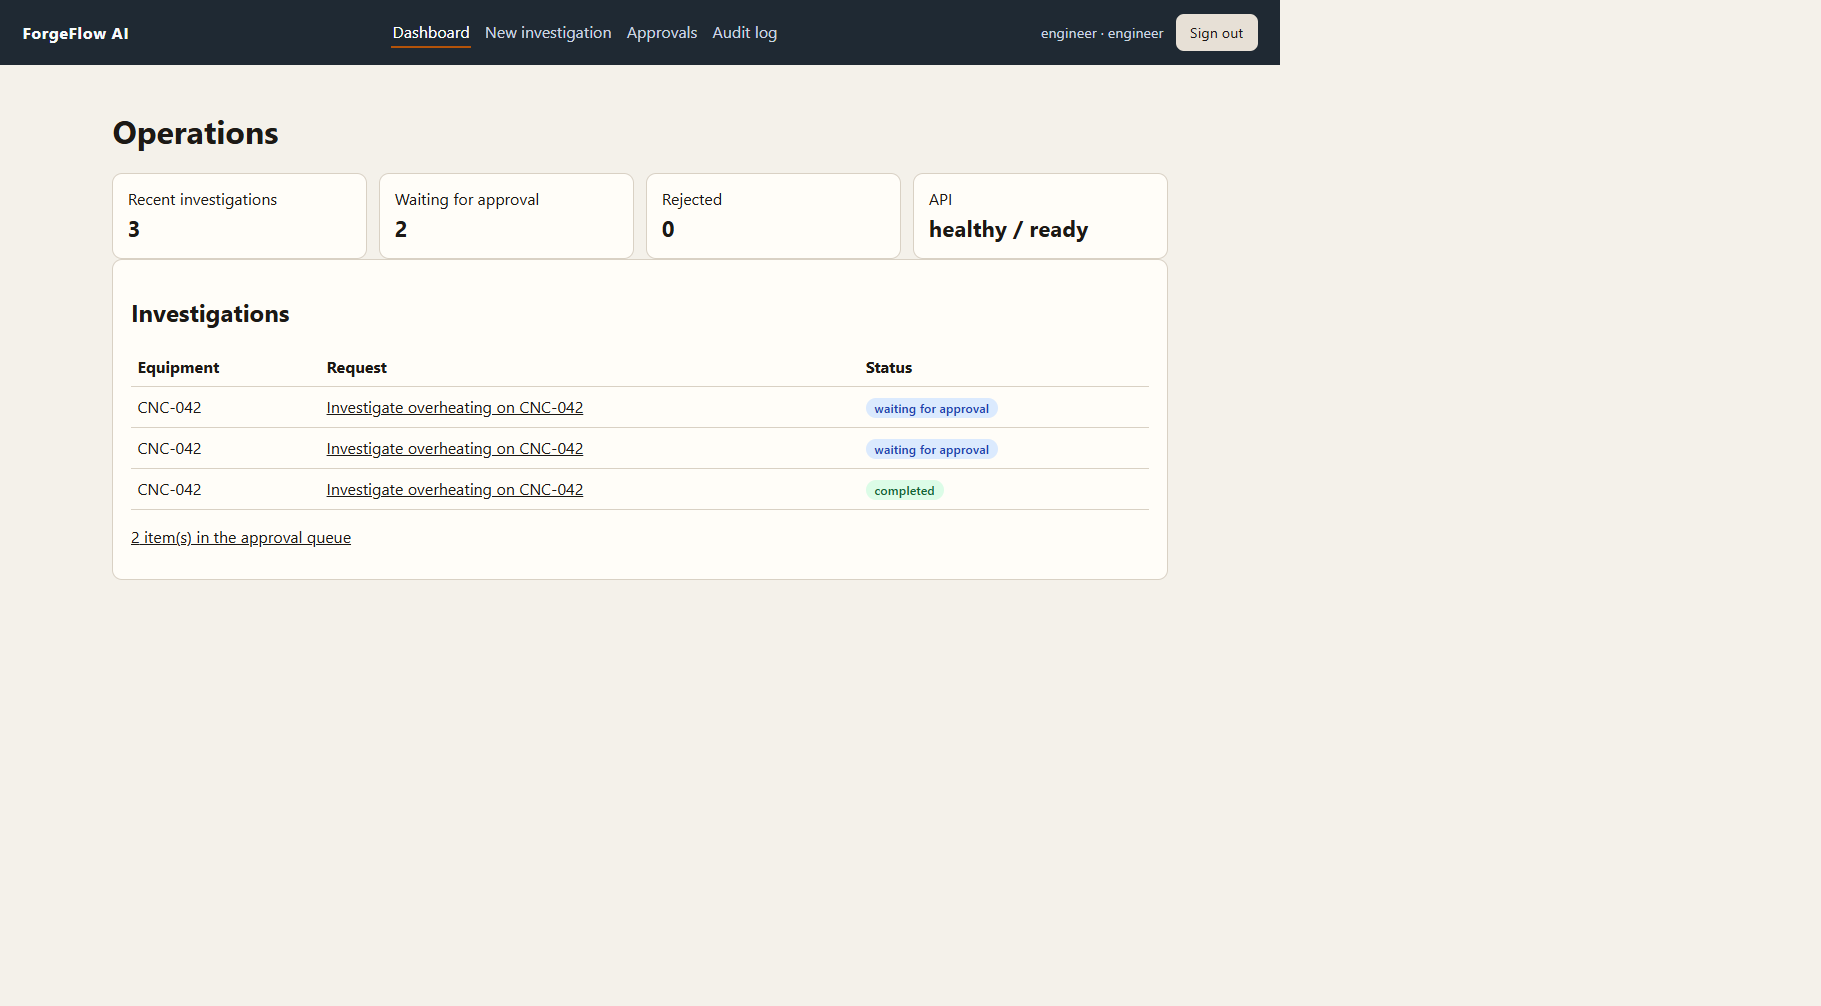 ForgeFlow AI
Dashboard New investigation Approvals Audit log
engineer · engineer Sign out
Operations
Recent investigations
3
Waiting for approval
2
Rejected
0
API
healthy / ready
Investigations
Equipment Request Status
CNC-042 Investigate overheating on CNC-042 waiting for approval
CNC-042 Investigate overheating on CNC-042 waiting for approval
CNC-042 Investigate overheating on CNC-042 completed
2 item(s) in the approval queue